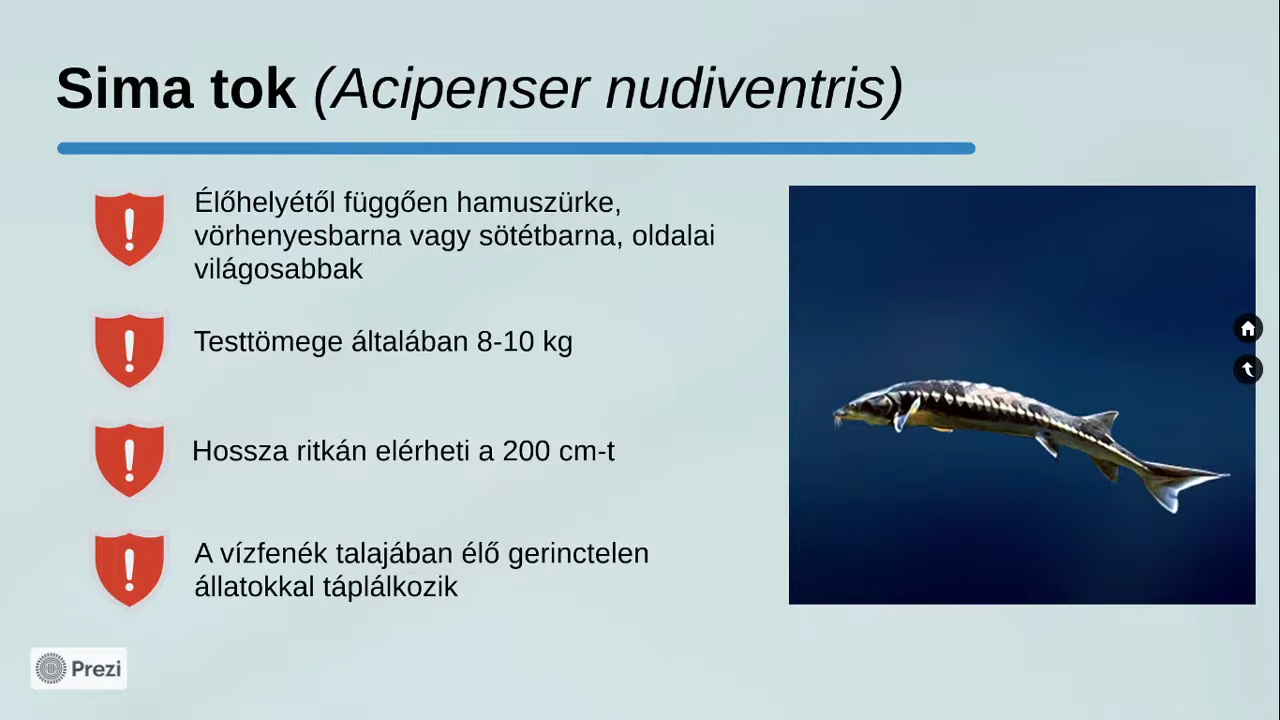 Sima tok (Acipenser nudiventris)
Élőhelyétől függően hamuszürke,
vörhenyesbarna vagy sötétbarna, oldalai
világosabbak
Testtömege általában 8-10 kg
Hossza ritkán elérheti a 200 cm-t
A vízfenék talajában élő gerinctelen
állatokkal táplálkozik
Prezi